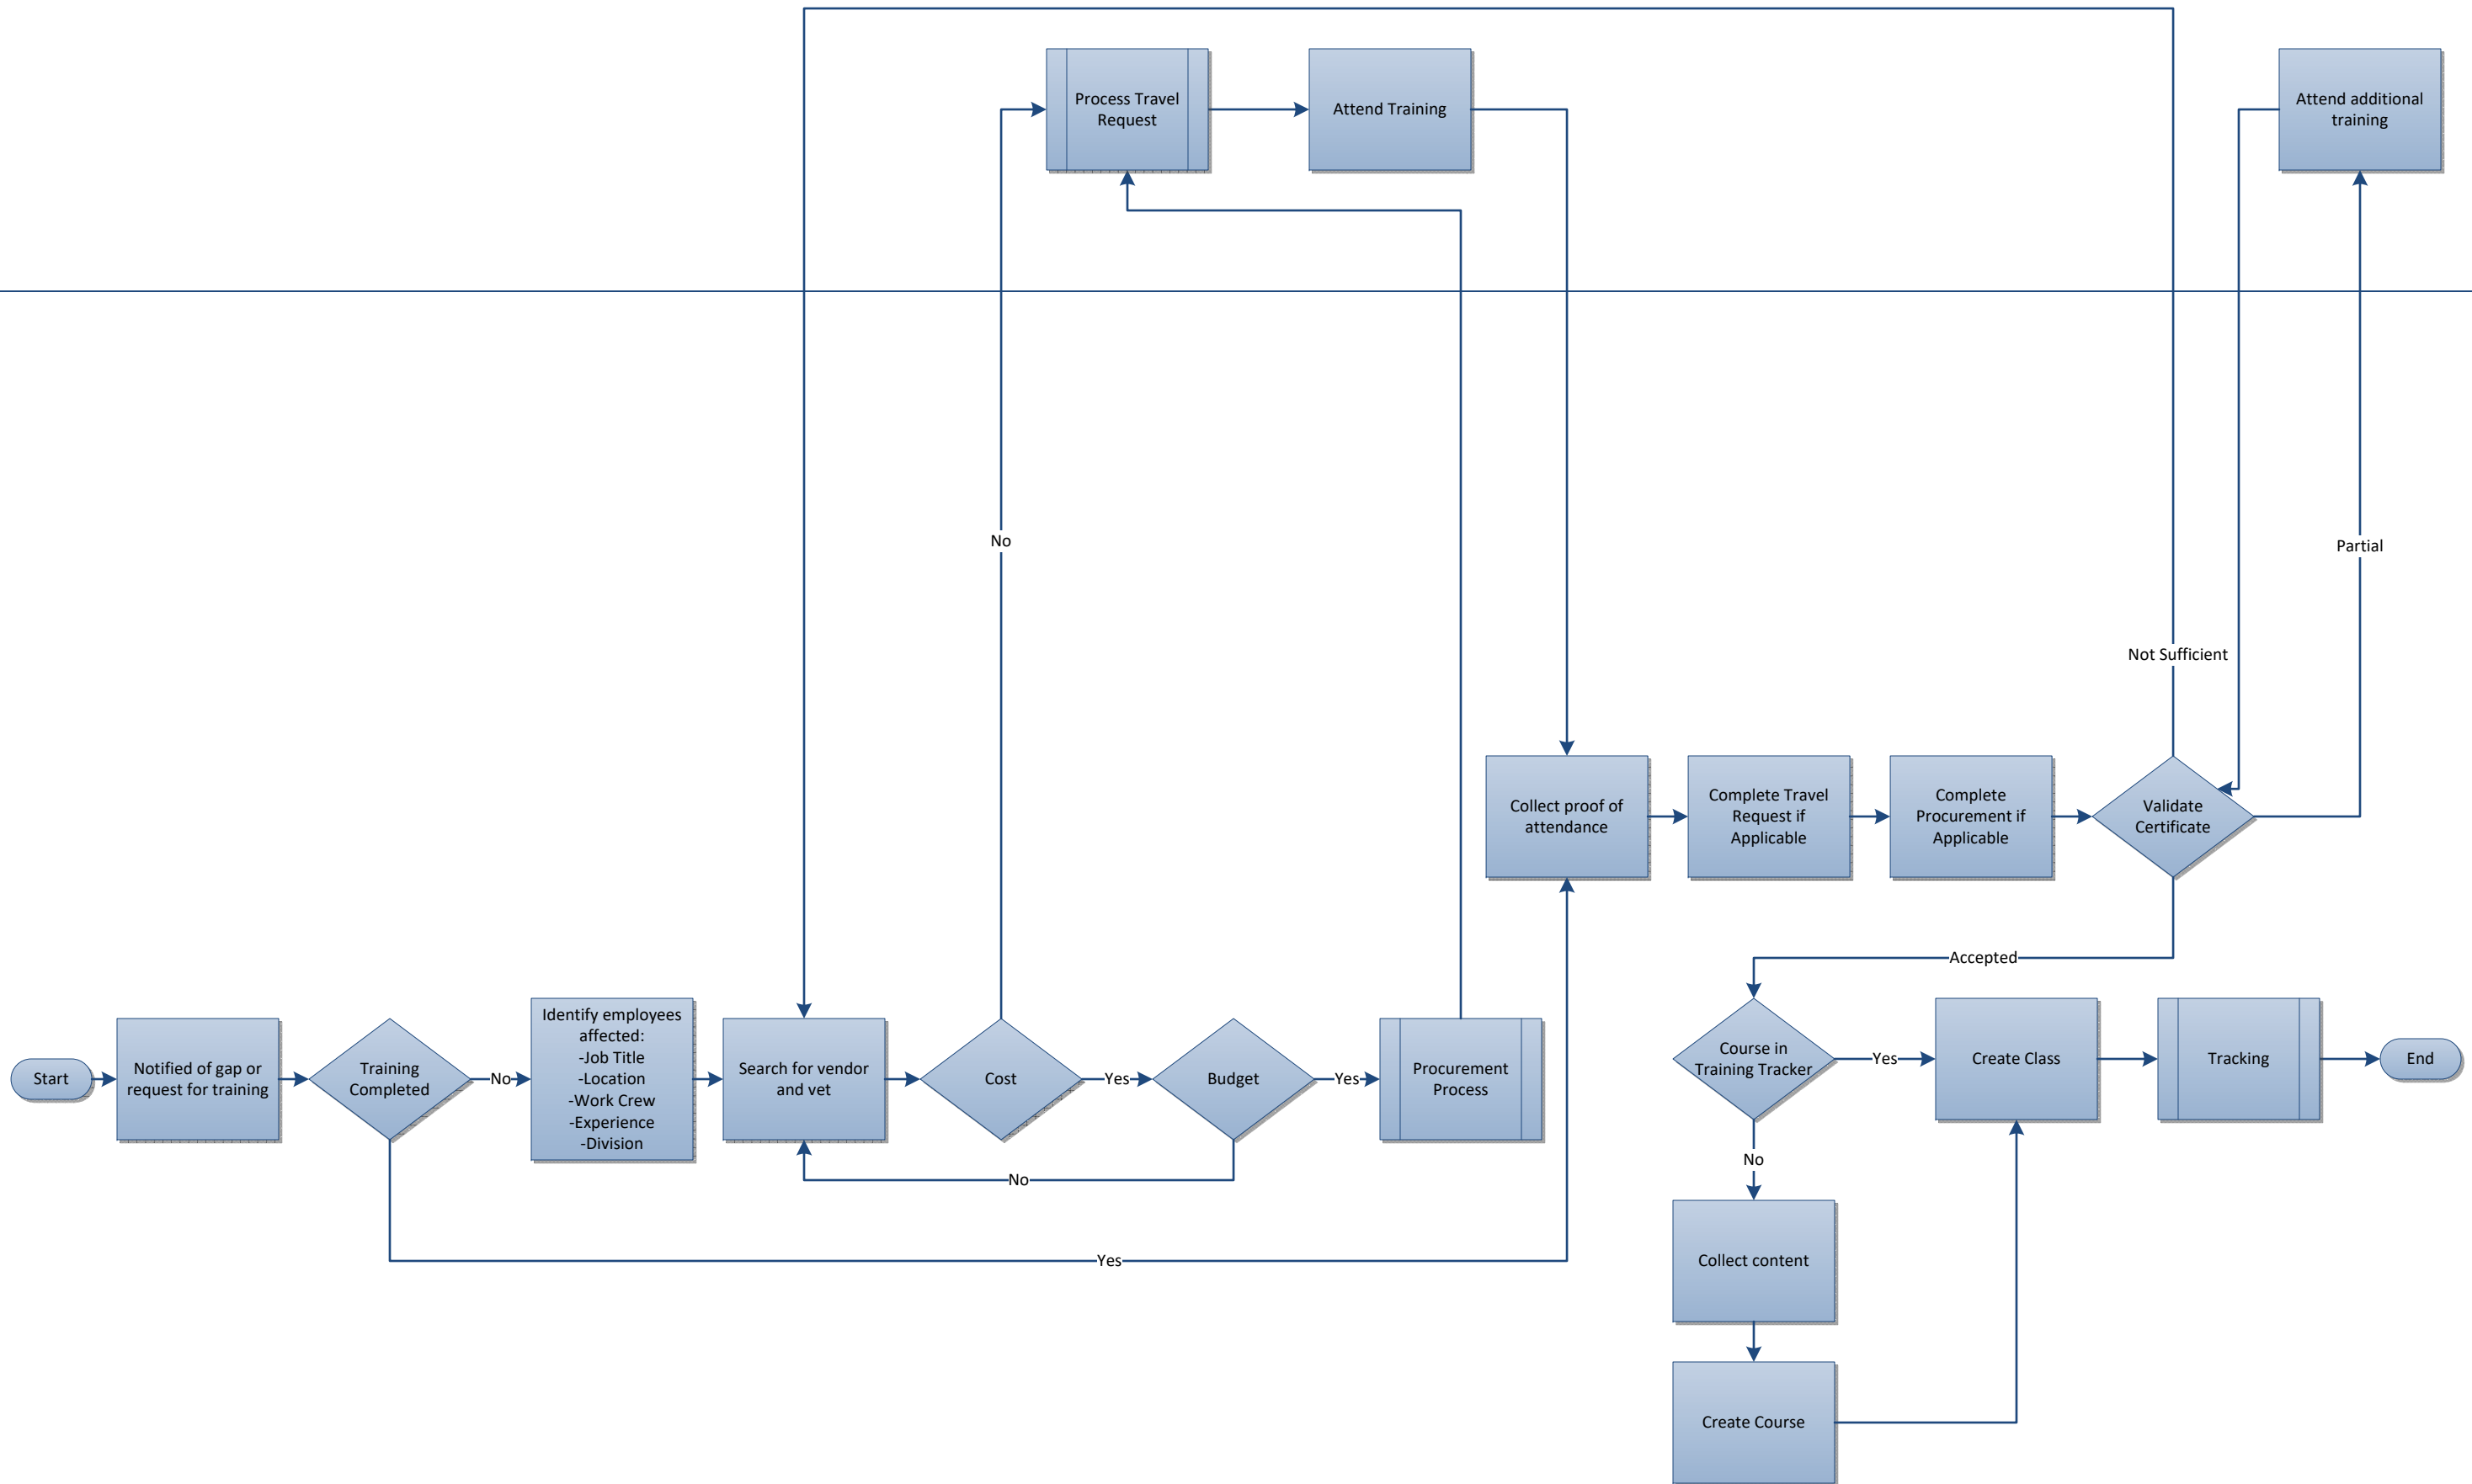 Process Travel
Request
Attend Training
Attend additional
training
No
Partial
Not Sufficient
Collect proof of
attendance
Complete Travel
Request if
Applicable
Complete
Procurement if
Applicable
Validate
Certificate
Accepted
Start
Notified of gap or
request for training
Training
Completed
No
Identify employees
affected:
-Job Title
-Location
-Work Crew
-Experience
-Division
Search for vendor
and vet
Cost
Yes
Budget
Yes
Procurement
Process
No
Yes
Course in
Training Tracker
Yes
Create Class
Tracking
End
No
Collect content
Create Course